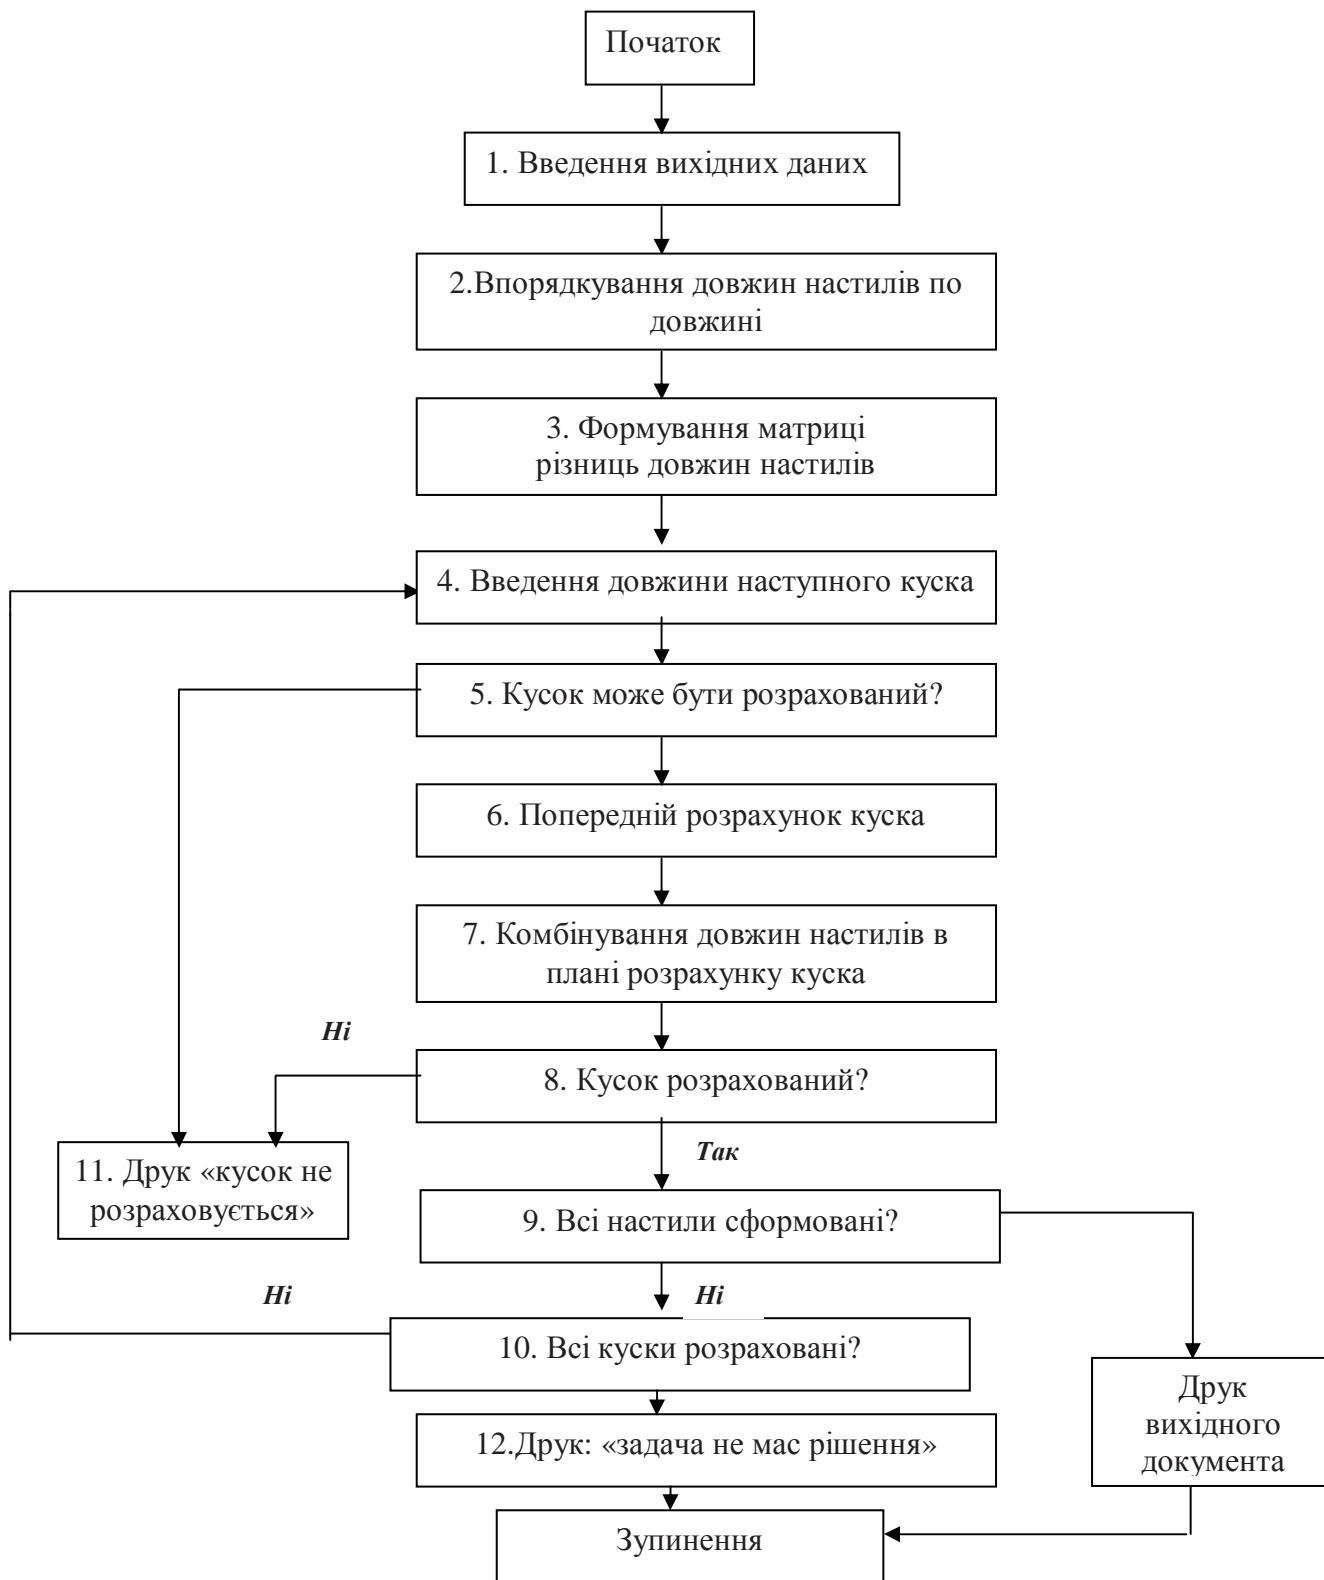 Початок
1. Введення вихідних даних
2.Впорядкування довжин настилів по
довжині
3. Формування матриці
різниць довжин настилів
4. Введення довжини наступного куска
5. Кусок може бути розрахований?
6. Попередній розрахунок куска
7. Комбінування довжин настилів в
плані розрахунку куска
Ні
8. Кусок розрахований?
Так
11. Друк «кусок не
розраховується»
9. Всі настили сформовані?
Ні
Ні
10. Всі куски розраховані?
Друк
вихідного
документа
12.Друк: «задача не мас рішення»
Зупинення